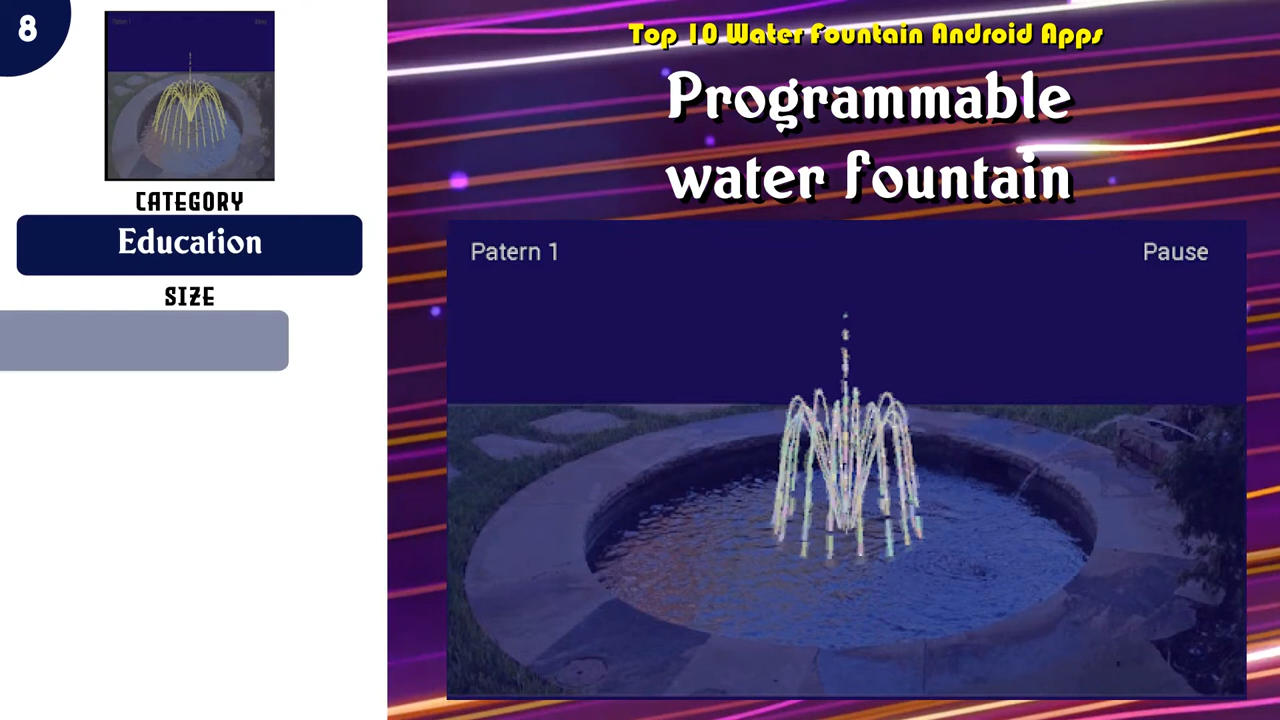 8
Top 10 Water Fountain Android Apps
Programmable
water fountain
CATEGORY
Education
SIZE
Patern 1
Pause